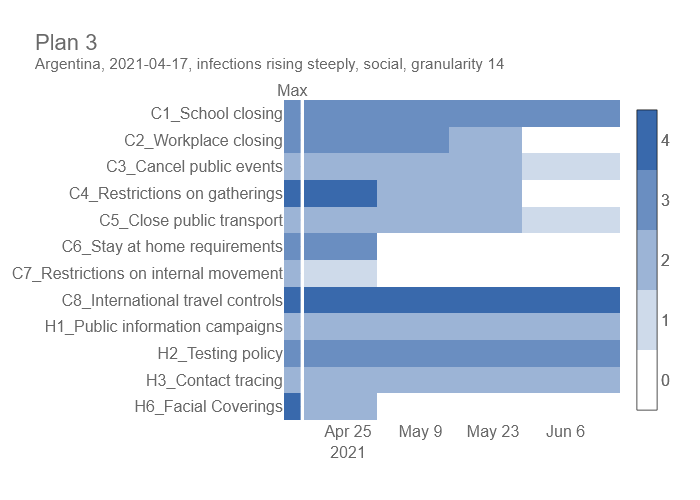 Plan 3
Argentina, 2021-04-17, infections rising steeply, social, granularity 14
Max
C1_School closing
C2_Workplace closing
C3_Cancel public events
C4_Restrictions on gatherings
C5_Close public transport
C6_Stay at home requirements
C7_Restrictions on internal movement
C8_International travel controls
H1_Public information campaigns
H2_Testing policy
H3_Contact tracing
H6_Facial Coverings
Apr 25 May 9 May 23 Jun 6
2021
4
3
2
1
0